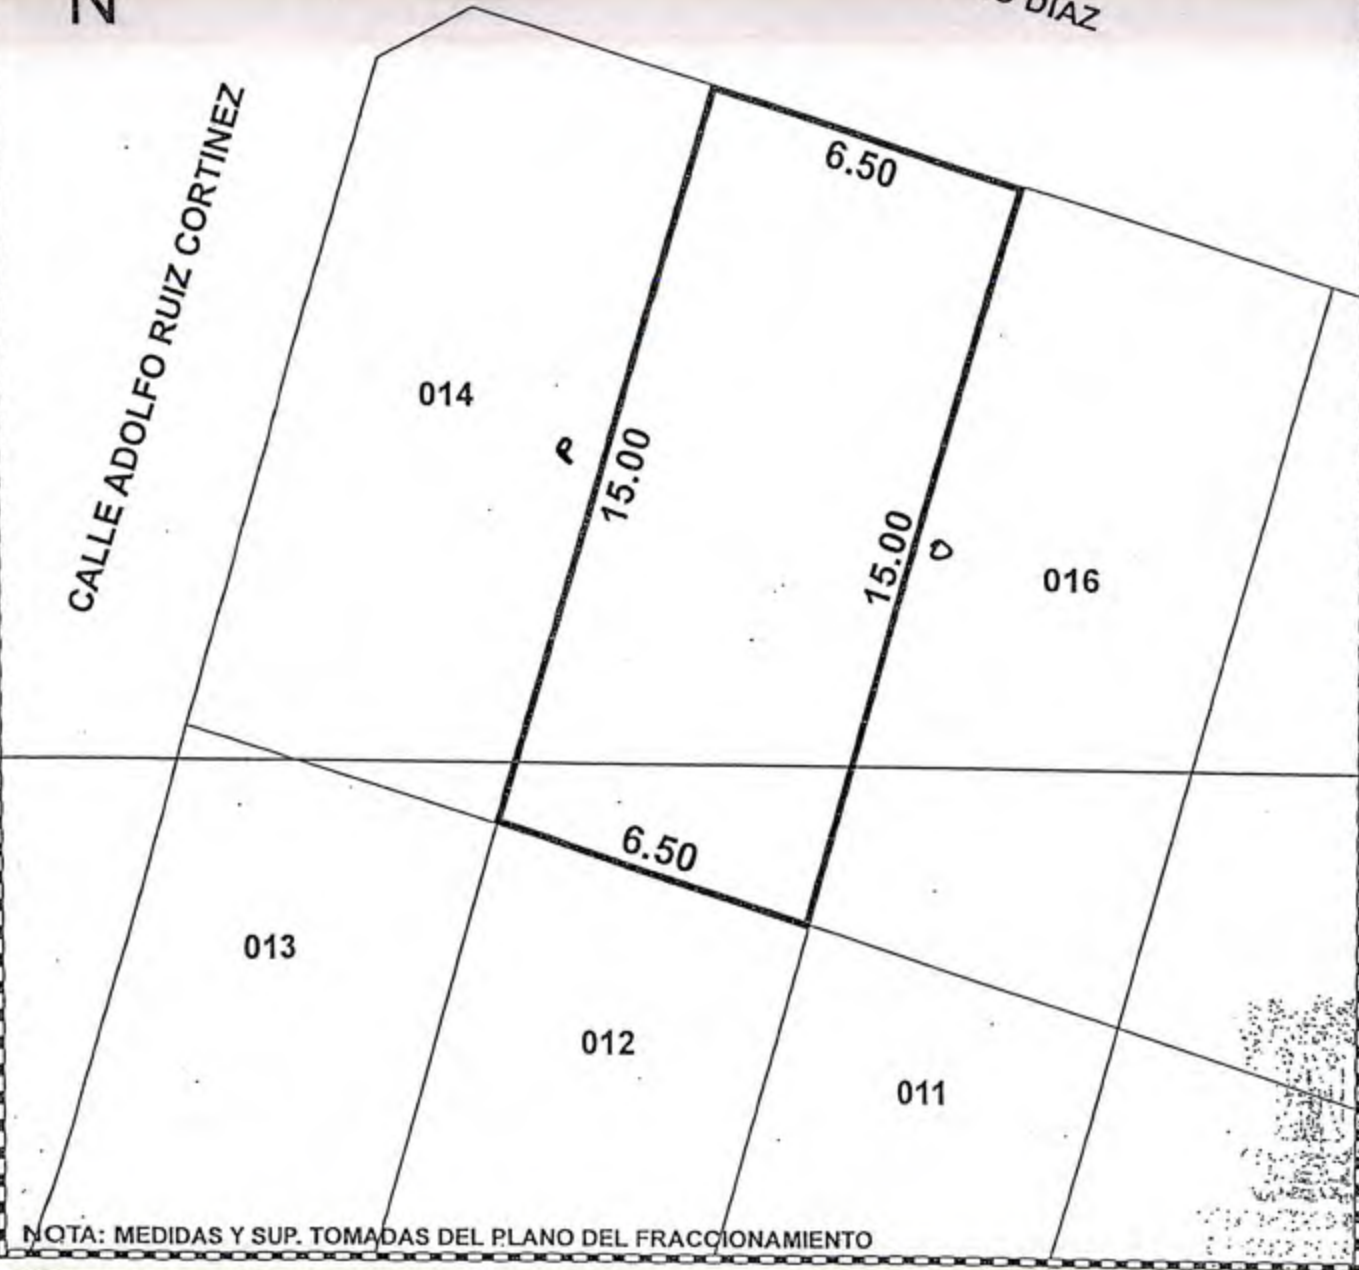 N
DIAZ
CALLE ADOLFO RUIZ CORTINEZ
6.50
014
P
15.00
15.00
O
016
6.50
013
012
011
NOTA: MEDIDAS Y SUP. TOMADAS DEL PLANO DEL FRACCIONAMIENTO